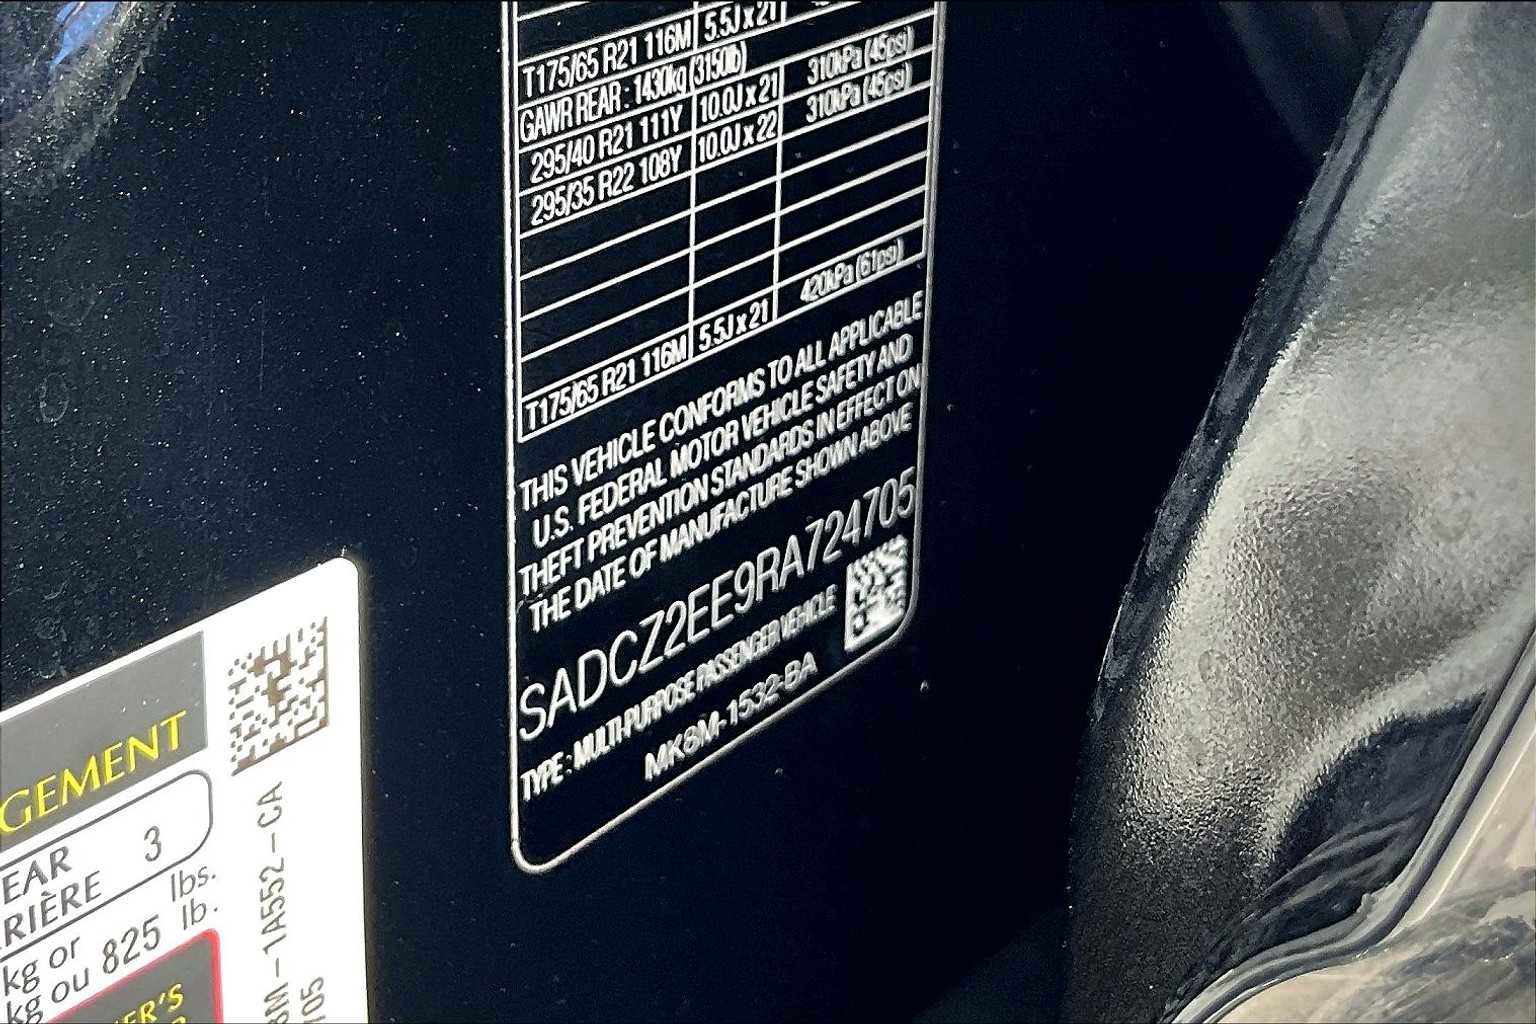 T175/65 R21 116M 5.5J x 21
GAWR REAR : 1430kg (3150lb)
295/40 R21 111Y 10.0J x 21 310kPa (45psi)
295/35 R22 108Y 10.0J x 22 310kPa (45psi)
T175/65 R21 116M 5.5J x 21 420kPa (61psi)
THIS VEHICLE CONFORMS TO ALL APPLICABLE
U.S. FEDERAL MOTOR VEHICLE SAFETY AND
THEFT PREVENTION STANDARDS IN EFFECT ON
THE DATE OF MANUFACTURE SHOWN ABOVE
SADCZ2EE9RA724705
TYPE : MULTI-PURPOSE PASSENGER VEHICLE
MK8M-1532-BA
GEMENT
EAR 3
RIÈRE
kg or lbs.
kg ou 825 lb.
ER'S
8M-1A552-CA
705